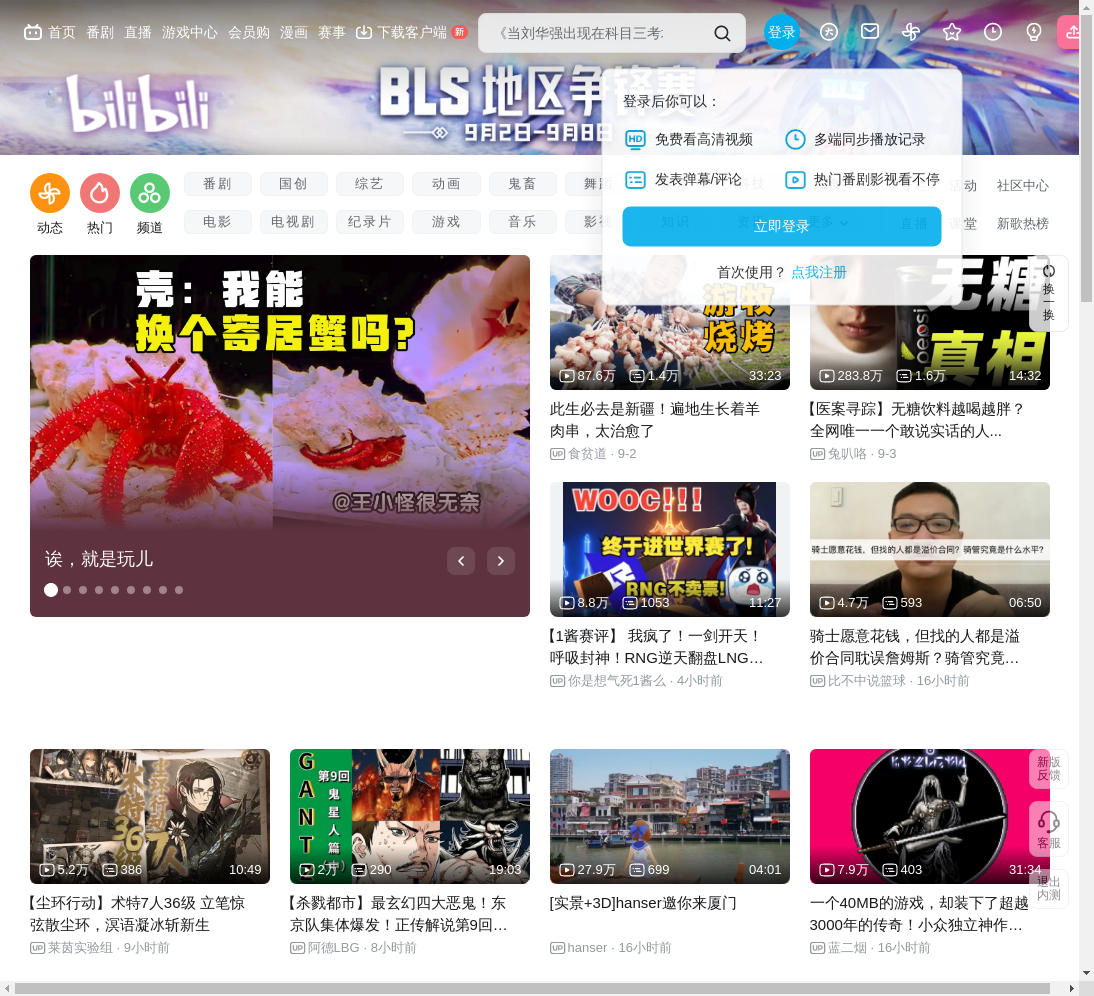 首页 番剧 直播 游戏中心 会员购 漫画 赛事 下载客户端 新
《当刘华强出现在科目三考
登录
bilibili
BLS 地区争锋赛
9月2日-9月8日
登录后你可以：
HD 免费看高清视频 多端同步播放记录
发表弹幕/评论 热门番剧影视看不停
立即登录
首次使用？ 点我注册
动态 热门 频道
番剧 国创 综艺 动画 鬼畜 舞蹈
活动 社区中心
电影 电视剧 纪录片 游戏 音乐 影视 知识 更多
直播 课堂 新歌热榜
壳：我能
换个寄居蟹吗?
@王小怪很无奈
诶，就是玩儿
游牧
烧烤
87.6万 1.4万 33:23
此生必去是新疆！遍地生长着羊
肉串，太治愈了
UP 食贫道 · 9-2
无糖
真相
pepsi
283.8万 1.6万 14:32
【医案寻踪】无糖饮料越喝越胖？
全网唯一一个敢说实话的人...
UP 兔叭咯 · 9-3
换
一
换
WOOC!!!
终于进世界赛了!
RNG不卖票!
8.8万 1053 11:27
【1酱赛评】 我疯了！一剑开天！
呼吸封神！RNG逆天翻盘LNG…
UP 你是想气死1酱么 · 4小时前
骑士愿意花钱，但找的人都是溢价合同？骑管究竟是什么水平？
4.7万 593 06:50
骑士愿意花钱，但找的人都是溢
价合同耽误詹姆斯？骑管究竟…
UP 比不中说篮球 · 16小时前
尘环行动
术特
7人
36级
5.2万 386 10:49
【尘环行动】术特7人36级 立笔惊
弦散尘环，溟语凝冰斩新生
UP 莱茵实验组 · 9小时前
GANT
第9回
鬼星人篇
（中）
2万 290 19:03
【杀戮都市】最玄幻四大恶鬼！东
京队集体爆发！正传解说第9回…
UP 阿德LBG · 8小时前
27.9万 699 04:01
[实景+3D]hanser邀你来厦门
UP hanser · 16小时前
7.9万 403 31:34
一个40MB的游戏，却装下了超越
3000年的传奇！小众独立神作…
UP 蓝二烟 · 16小时前
新版
反馈
客服
退出
内测